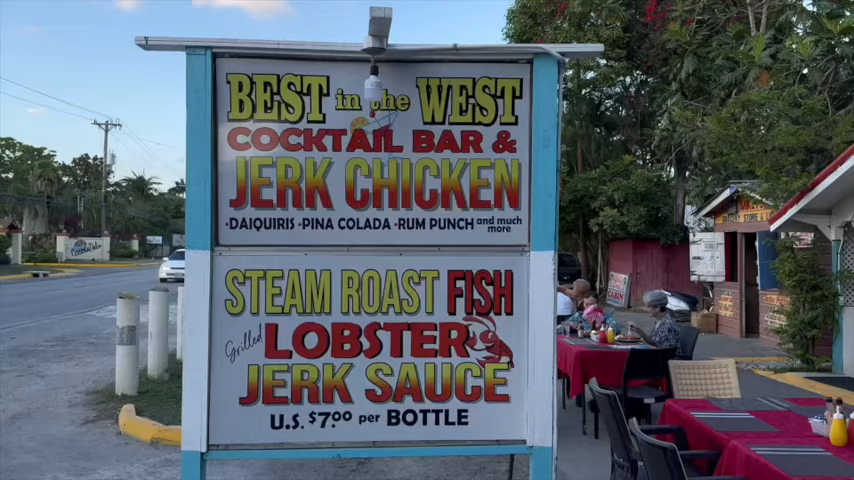 BEST in the WEST
COCKTAIL BAR &
JERK CHICKEN
·DAIQUIRIS ·PINA COLADA ·RUM PUNCH and much more
STEAM ROAST FISH
Grilled LOBSTER
JERK SAUCE
U.S. $7.00 per BOTTLE